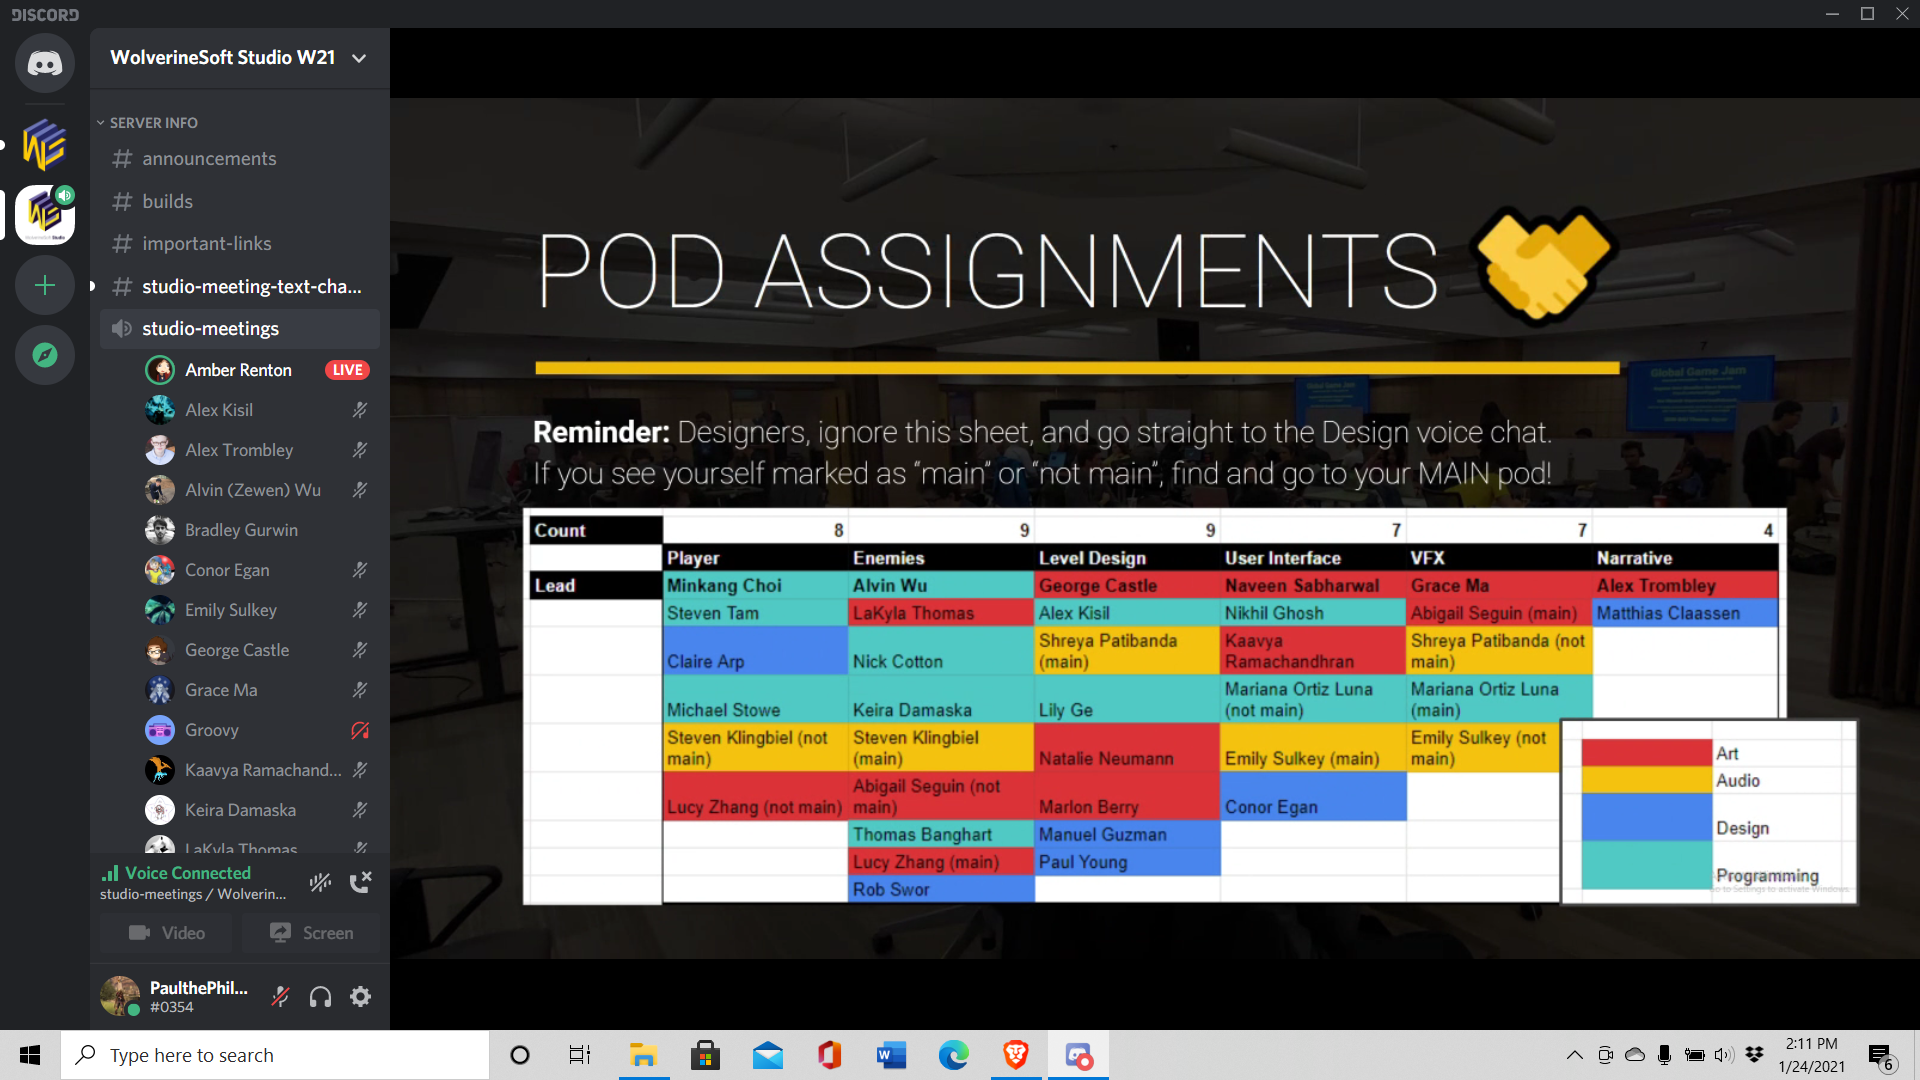 DISCORD
WolverineSoft Studio W21
SERVER INFO
announcements
builds
important-links
studio-meeting-text-cha...
studio-meetings
Amber Renton LIVE
Alex Kisil
Alex Trombley
Alvin (Zewen) Wu
Bradley Gurwin
Conor Egan
Emily Sulkey
George Castle
Grace Ma
Groovy
Kaavya Ramachand...
Keira Damaska
LaKyla Thomas
Voice Connected
studio-meetings / Wolverin...
Video Screen
PaulthePhil...
#0354
POD ASSIGNMENTS
Global Game Jam
Reminder: Designers, ignore this sheet, and go straight to the Design voice chat.
If you see yourself marked as “main” or “not main”, find and go to your MAIN pod!
Count 8 9 9 7 7 4
Player Enemies Level Design User Interface VFX Narrative
Lead Minkang Choi Alvin Wu George Castle Naveen Sabharwal Grace Ma Alex Trombley
Steven Tam LaKyla Thomas Alex Kisil Nikhil Ghosh Abigail Seguin (main) Matthias Claassen
Claire Arp Nick Cotton Shreya Patibanda (main) Kaavya Ramachandhran Shreya Patibanda (not main)
Michael Stowe Keira Damaska Lily Ge Mariana Ortiz Luna (not main) Mariana Ortiz Luna (main)
Steven Klingbiel (not main) Steven Klingbiel (main) Natalie Neumann Emily Sulkey (main) Emily Sulkey (not main)
Lucy Zhang (not main) Abigail Seguin (not main) Marlon Berry Conor Egan
Thomas Banghart Manuel Guzman
Lucy Zhang (main) Paul Young
Rob Swor
Art
Audio
Design
Programming
Go to Settings to activate Windows.
Type here to search
2:11 PM
1/24/2021
6